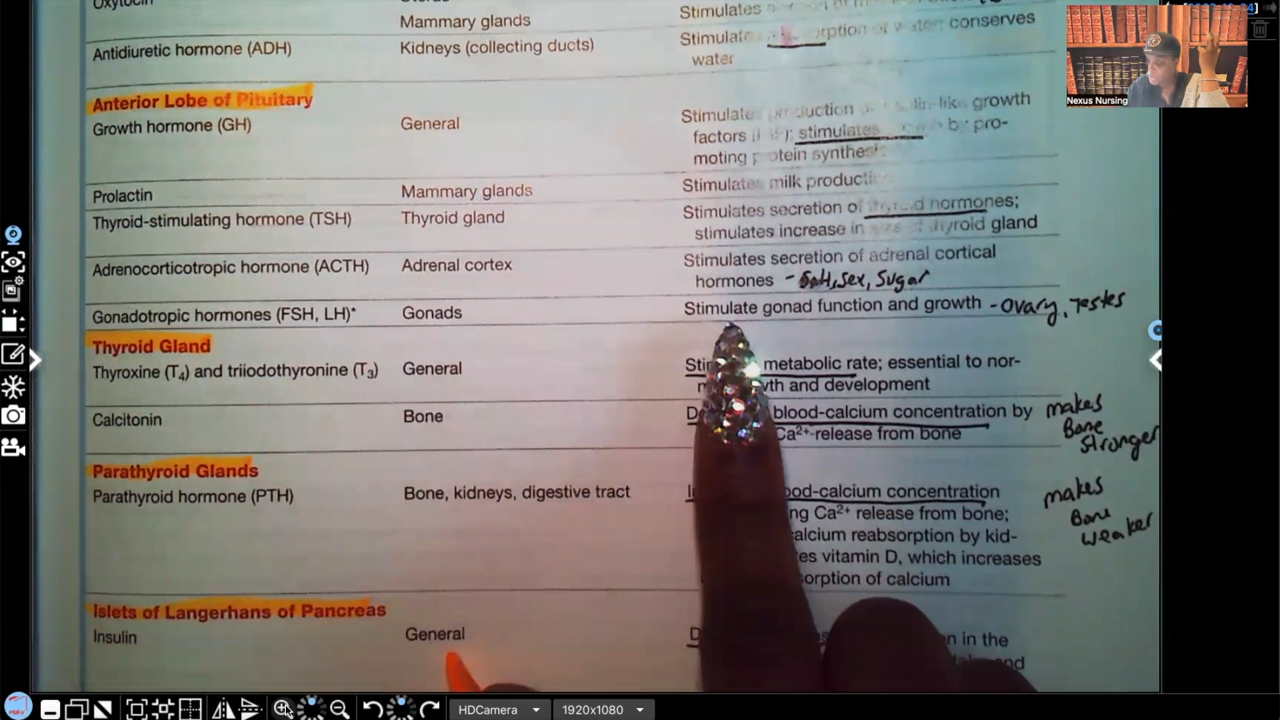 Oxytocin
Mammary glands
Stimulates
Antidiuretic hormone (ADH) Kidneys (collecting ducts) of water; conserves
water
Anterior Lobe of Pituitary
Growth hormone (GH) General growth
factors stimulates by pro-
moting protein
Prolactin Mammary glands Stimulates milk
Thyroid-stimulating hormone (TSH) Thyroid gland Stimulates secretion of hormones;
stimulates increase in gland
Adrenocorticotropic hormone (ACTH) Adrenal cortex Stimulates secretion of adrenal cortical
hormones - Salt, Sex, Sugar
Gonadotropic hormones (FSH, LH)* Gonads Stimulate gonad function and growth - Ovary, Testes
Thyroid Gland
Thyroxine (T4) and triiodothyronine (T3) General metabolic rate; essential to nor-
and development
Calcitonin Bone blood-calcium concentration by
Ca2+-release from bone
makes
Bone
stronger
Parathyroid Glands
Parathyroid hormone (PTH) Bone, kidneys, digestive tract concentration
Ca2+ release from bone;
reabsorption by kid-
vitamin D, which increases
of calcium
makes
Bone
weaker
Islets of Langerhans of Pancreas
Insulin General in the
Nexus Nursing
HDCamera 1920x1080